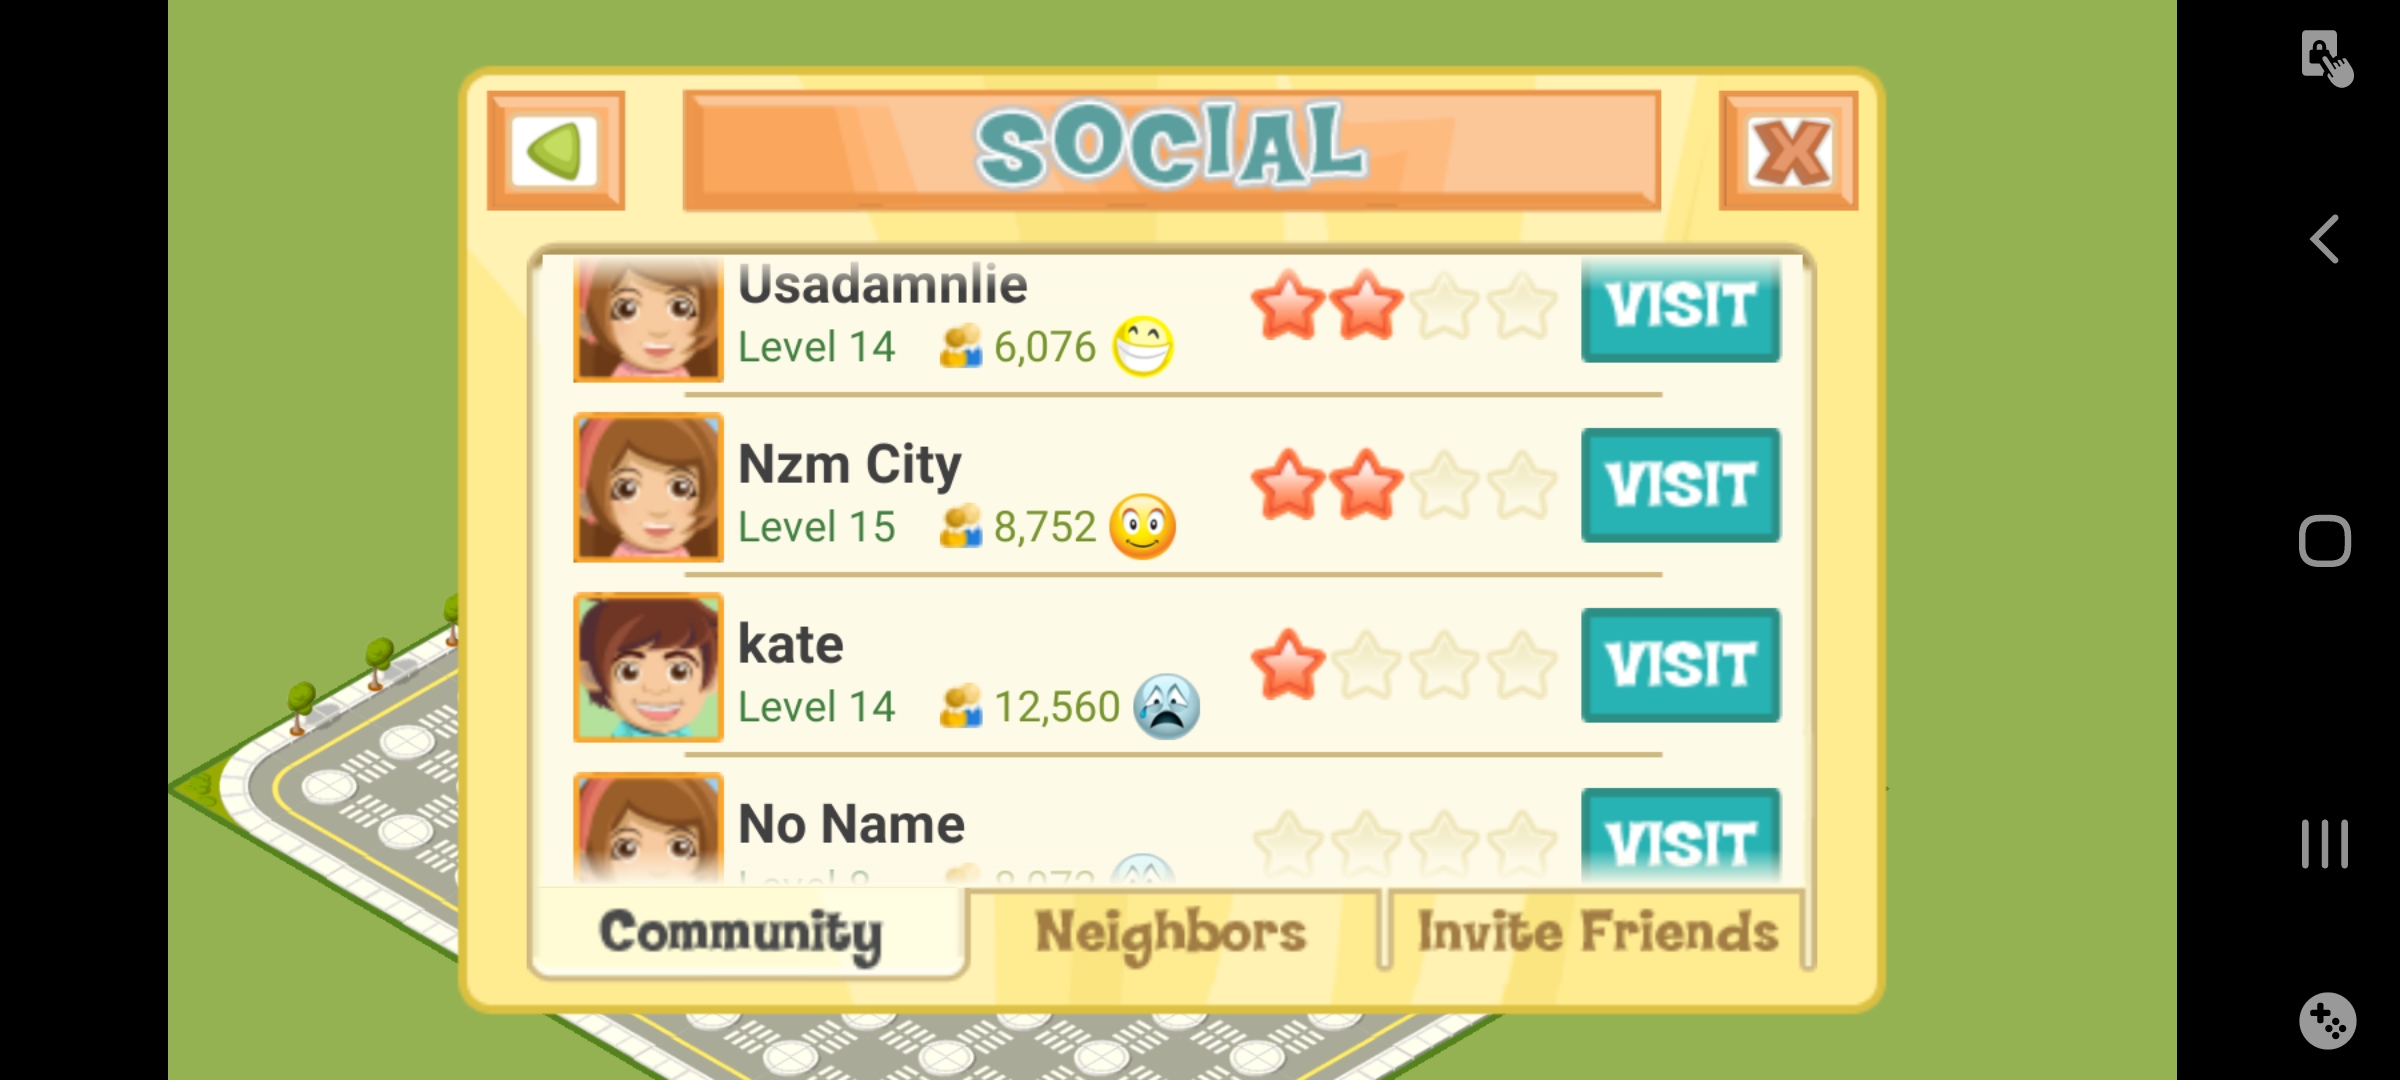 SOCIAL
Usadamnlie
VISIT
Level 14 6,076
Nzm City
VISIT
Level 15 8,752
kate
VISIT
Level 14 12,560
No Name
VISIT
Community Neighbors Invite Friends